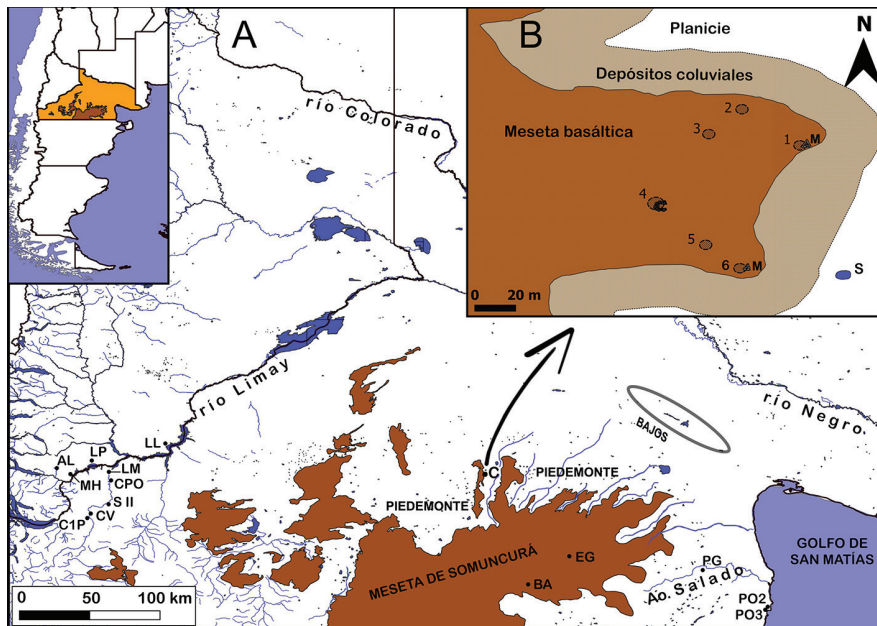 A
río Colorado
río Limay
río Negro
BAJOS
LL
AL
LP
LM
MH
CPO
S II
C1P
CV
C
PIEDEMONTE
PIEDEMONTE
MESETA DE SOMUNCURÁ
EG
BA
PG
Ao. Salado
GOLFO DE
SAN MATÍAS
PO2
PO3
0 50 100 km
B
Planicie
N
Depósitos coluviales
Meseta basáltica
2
3
1
M
4
5
6
M
S
0 20 m